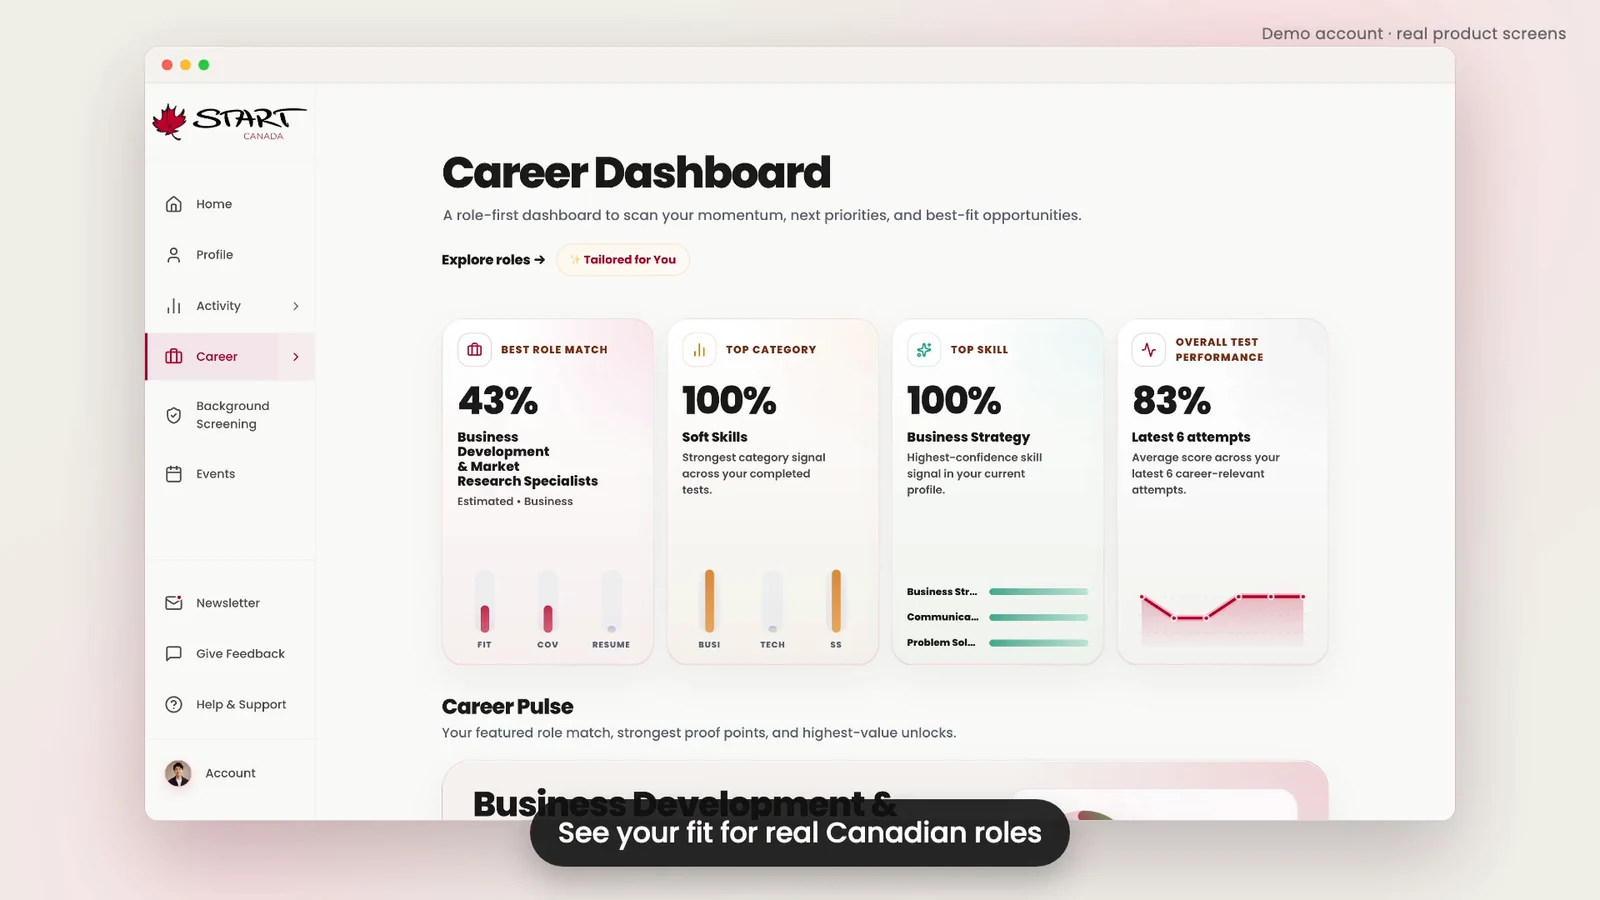 Demo account · real product screens
START
CANADA
Home
Profile
Activity
Career
Background
Screening
Events
Newsletter
Give Feedback
Help & Support
Account
Career Dashboard
A role-first dashboard to scan your momentum, next priorities, and best-fit opportunities.
Explore roles →
✨ Tailored for You
BEST ROLE MATCH
43%
Business
Development
& Market
Research Specialists
Estimated • Business
FIT
COV
RESUME
TOP CATEGORY
100%
Soft Skills
Strongest category signal
across your completed
tests.
BUSI
TECH
SS
TOP SKILL
100%
Business Strategy
Highest-confidence skill
signal in your current
profile.
Business Str...
Communica...
Problem Sol...
OVERALL TEST
PERFORMANCE
83%
Latest 6 attempts
Average score across your
latest 6 career-relevant
attempts.
Career Pulse
Your featured role match, strongest proof points, and highest-value unlocks.
Business Development &
See your fit for real Canadian roles